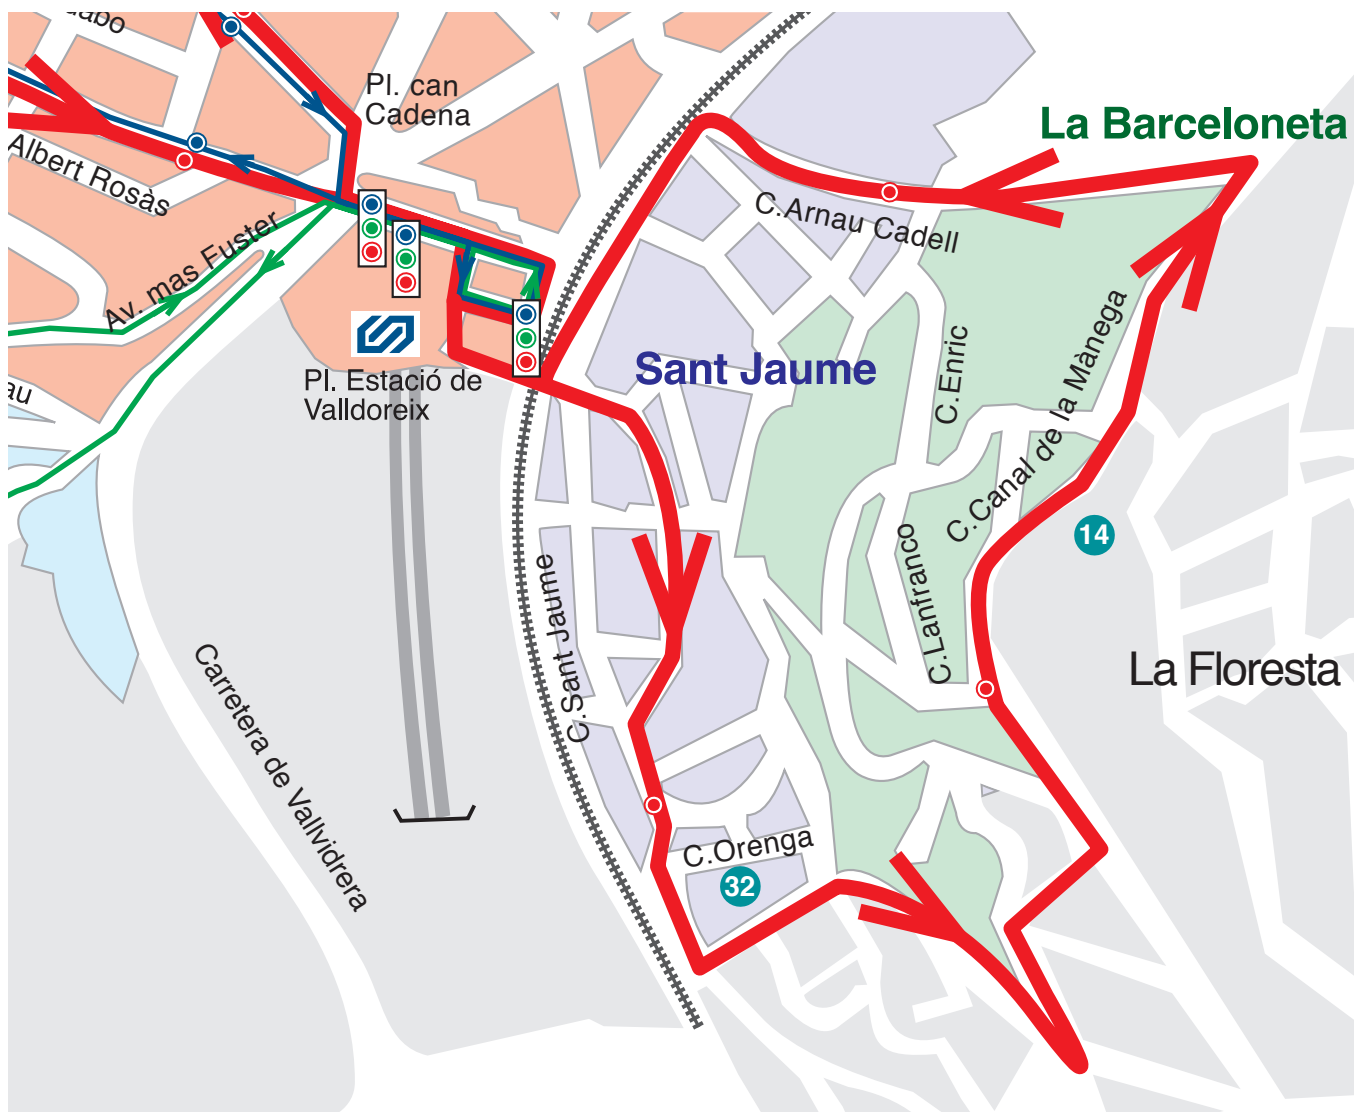 Pl. can
Cadena
La Barceloneta
Albert Rosàs
C.Arnau Cadell
Av. mas Fuster
Sant Jaume
C.Enric
C.Canal de la Mànega
Pl. Estació de
Valldoreix
14
C.Lanfranco
C.Sant Jaume
La Floresta
Carretera de Vallvidrera
C.Orenga
32